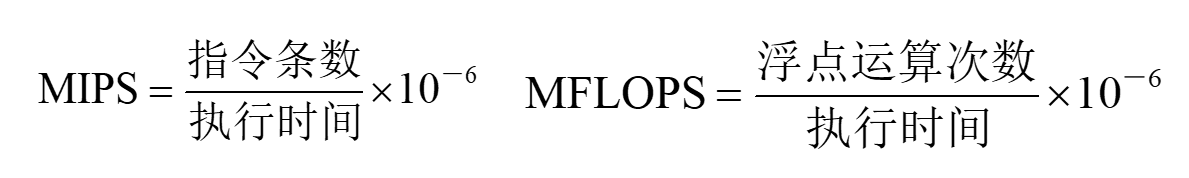 MIPS = 指令条数 / 执行时间 ×10⁻⁶ MFLOPS = 浮点运算次数 / 执行时间 ×10⁻⁶